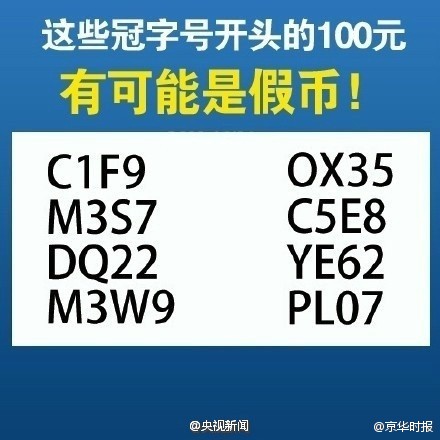 这些冠字号开头的100元
有可能是假币！
C1F9 OX35
M3S7 C5E8
DQ22 YE62
M3W9 PL07
@央视新闻 @京华时报